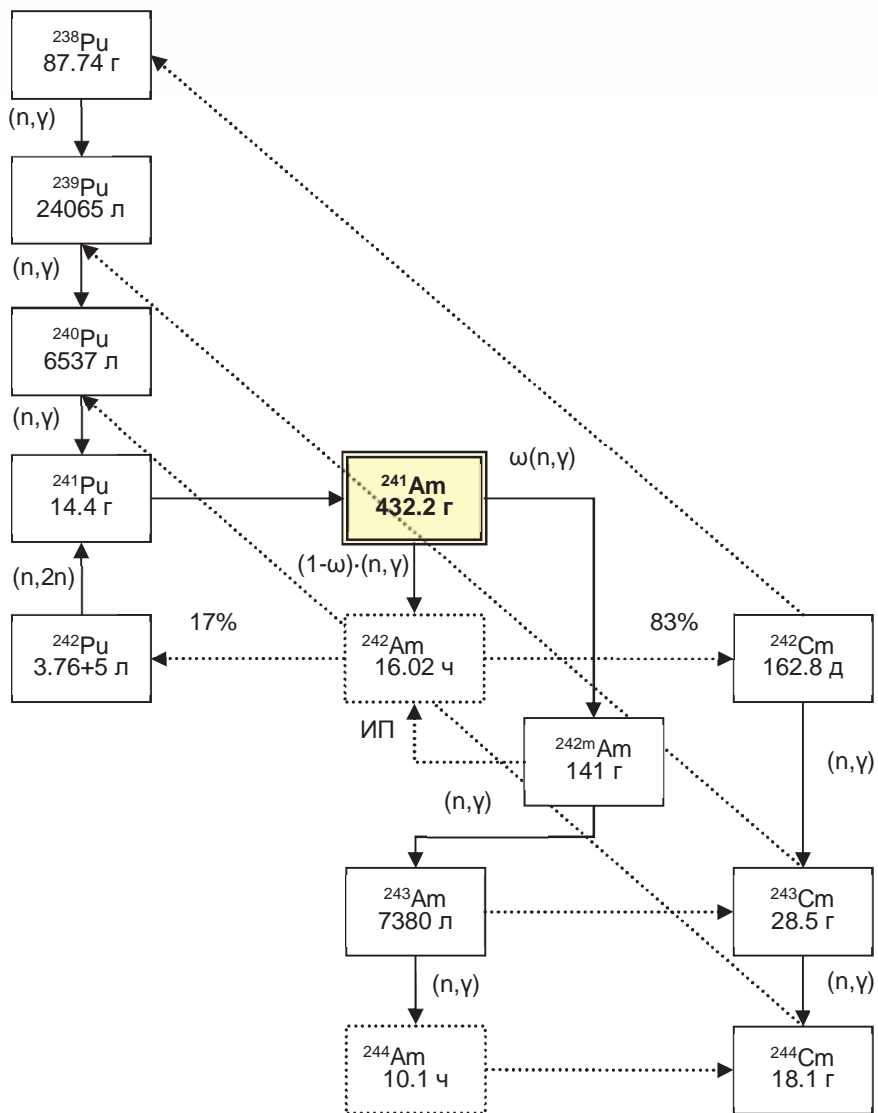 ²³⁸Pu
87.74 г
(n,γ)
²³⁹Pu
24065 л
(n,γ)
²⁴⁰Pu
6537 л
(n,γ)
ω(n,γ)
²⁴¹Pu
14.4 г
²⁴¹Am
432.2 г
(n,2n)
(1-ω)·(n,γ)
²⁴²Pu
3.76+5 л
17%
²⁴²Am
16.02 ч
83%
²⁴²Cm
162.8 д
ИП
²⁴²ᵐAm
141 г
(n,γ)
(n,γ)
²⁴³Am
7380 л
²⁴³Cm
28.5 г
(n,γ)
(n,γ)
²⁴⁴Am
10.1 ч
²⁴⁴Cm
18.1 г